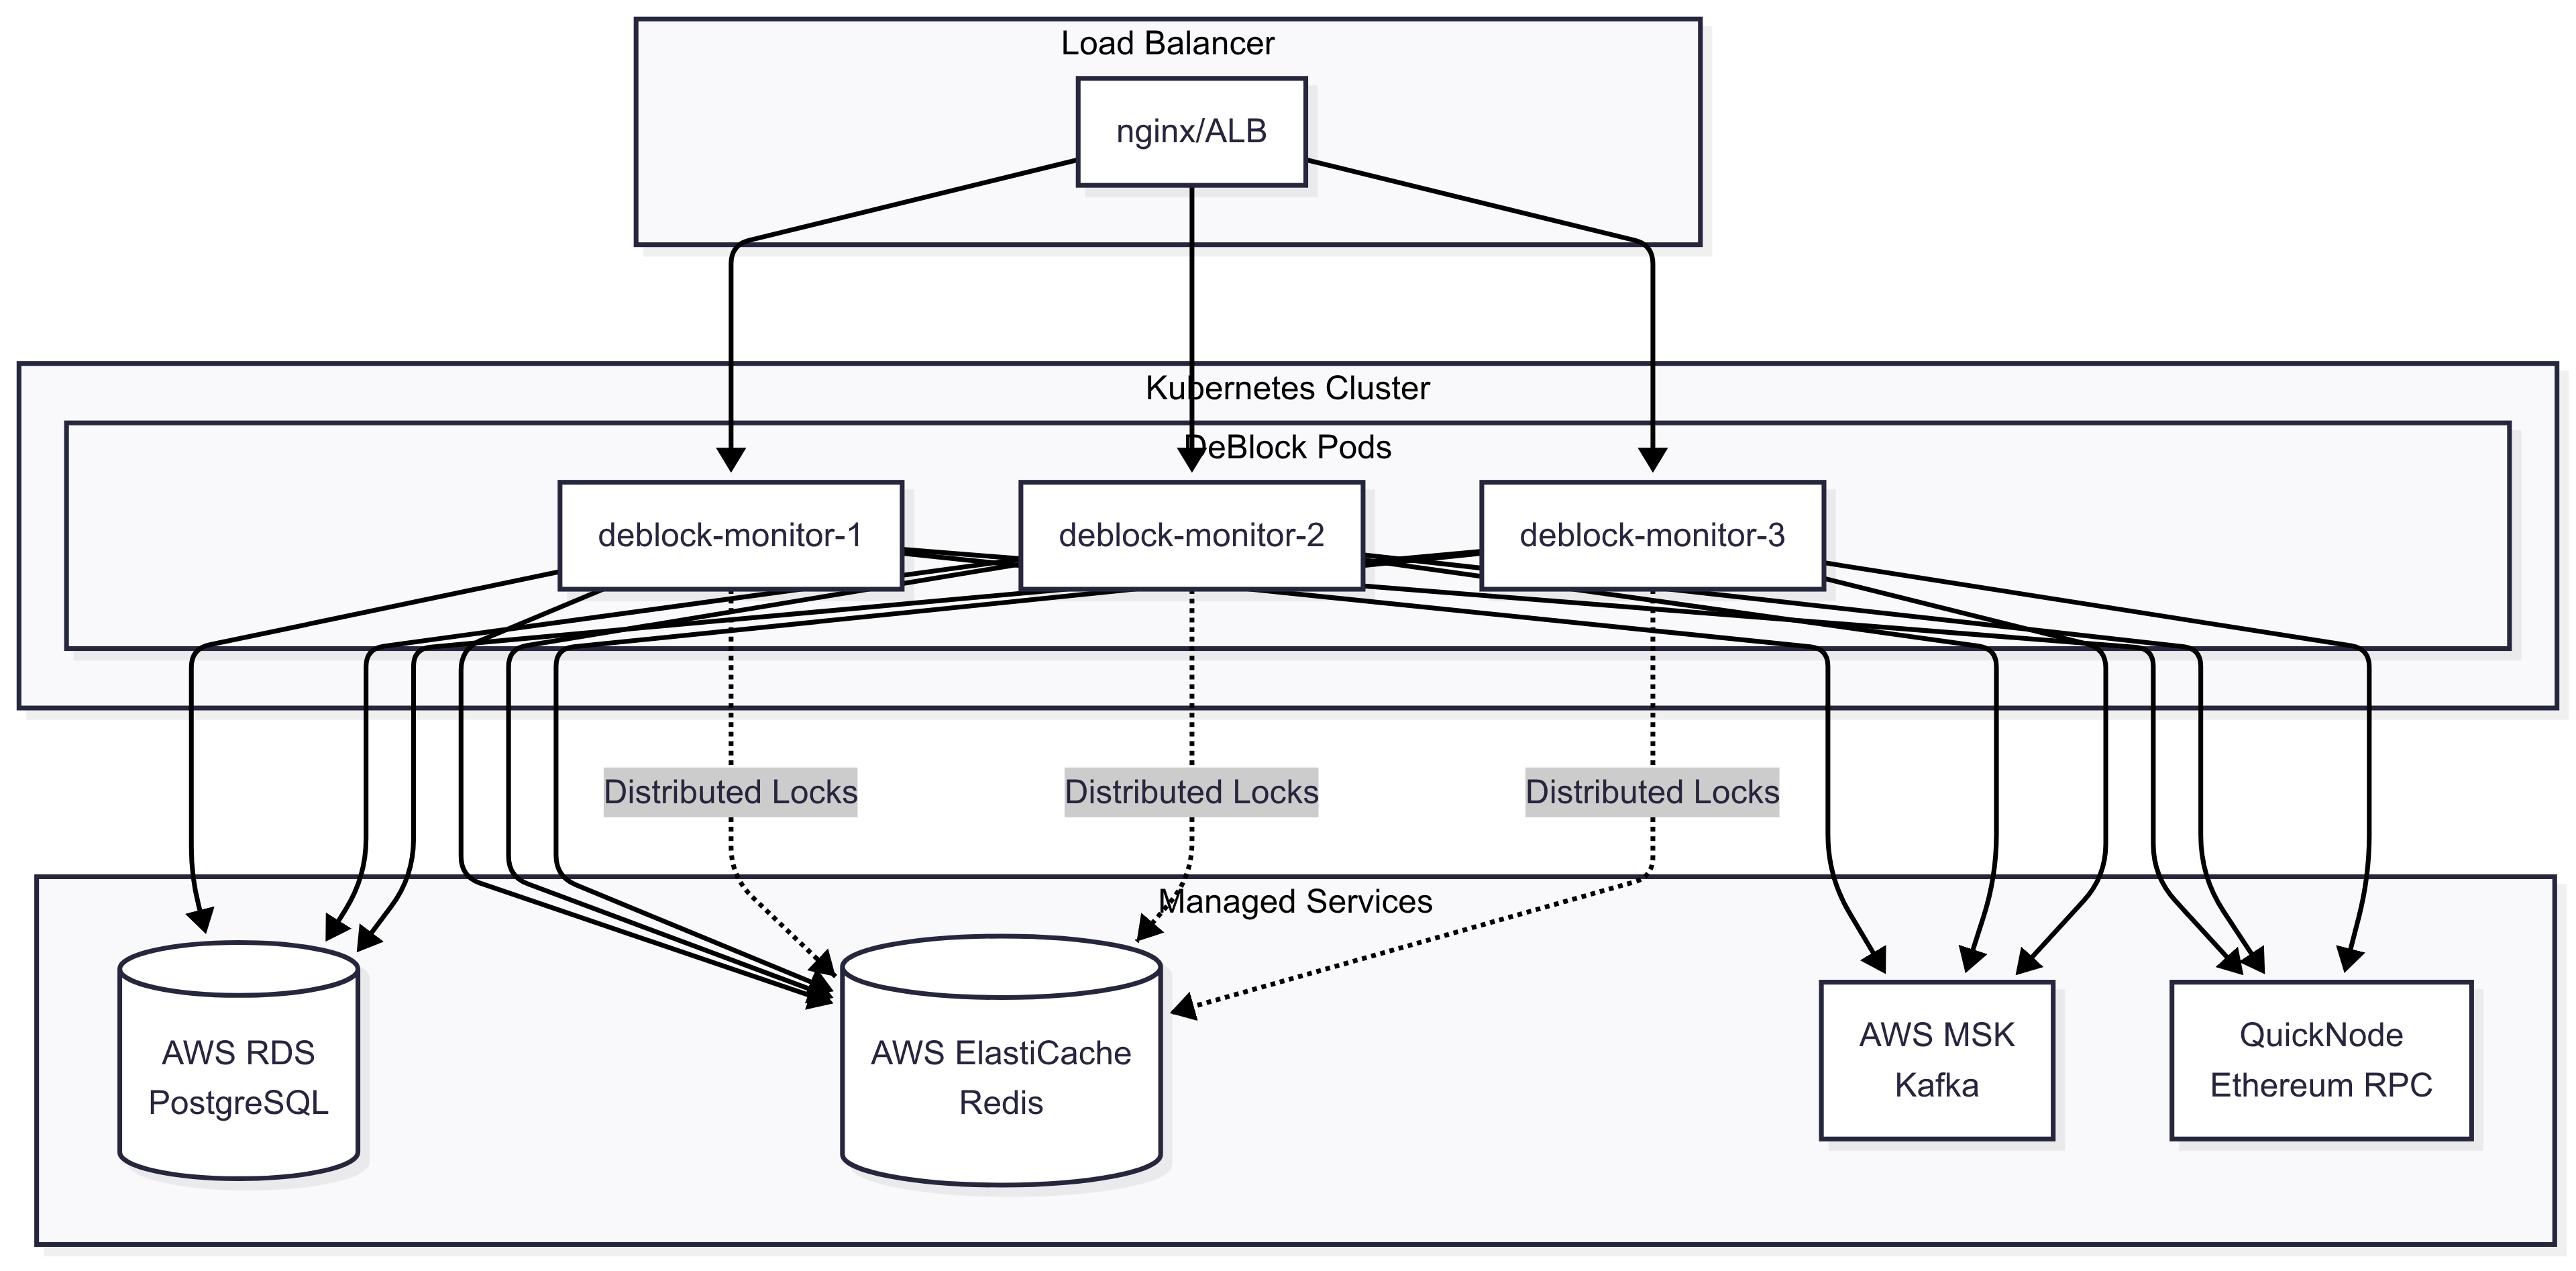 Load Balancer
nginx/ALB
Kubernetes Cluster
DeBlock Pods
deblock-monitor-1
deblock-monitor-2
deblock-monitor-3
Distributed Locks
Distributed Locks
Distributed Locks
Managed Services
AWS RDS
PostgreSQL
AWS ElastiCache
Redis
AWS MSK
Kafka
QuickNode
Ethereum RPC